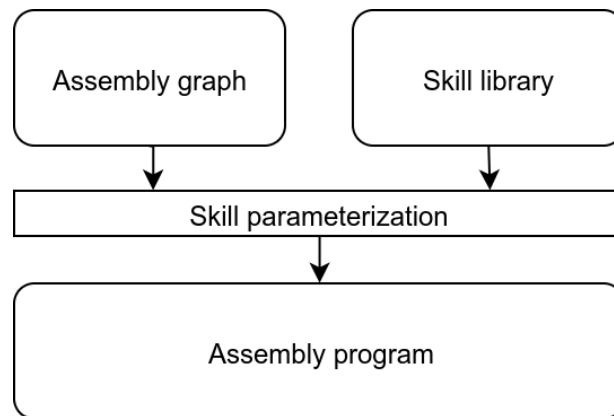 Assembly graph
Skill library
Skill parameterization
Assembly program